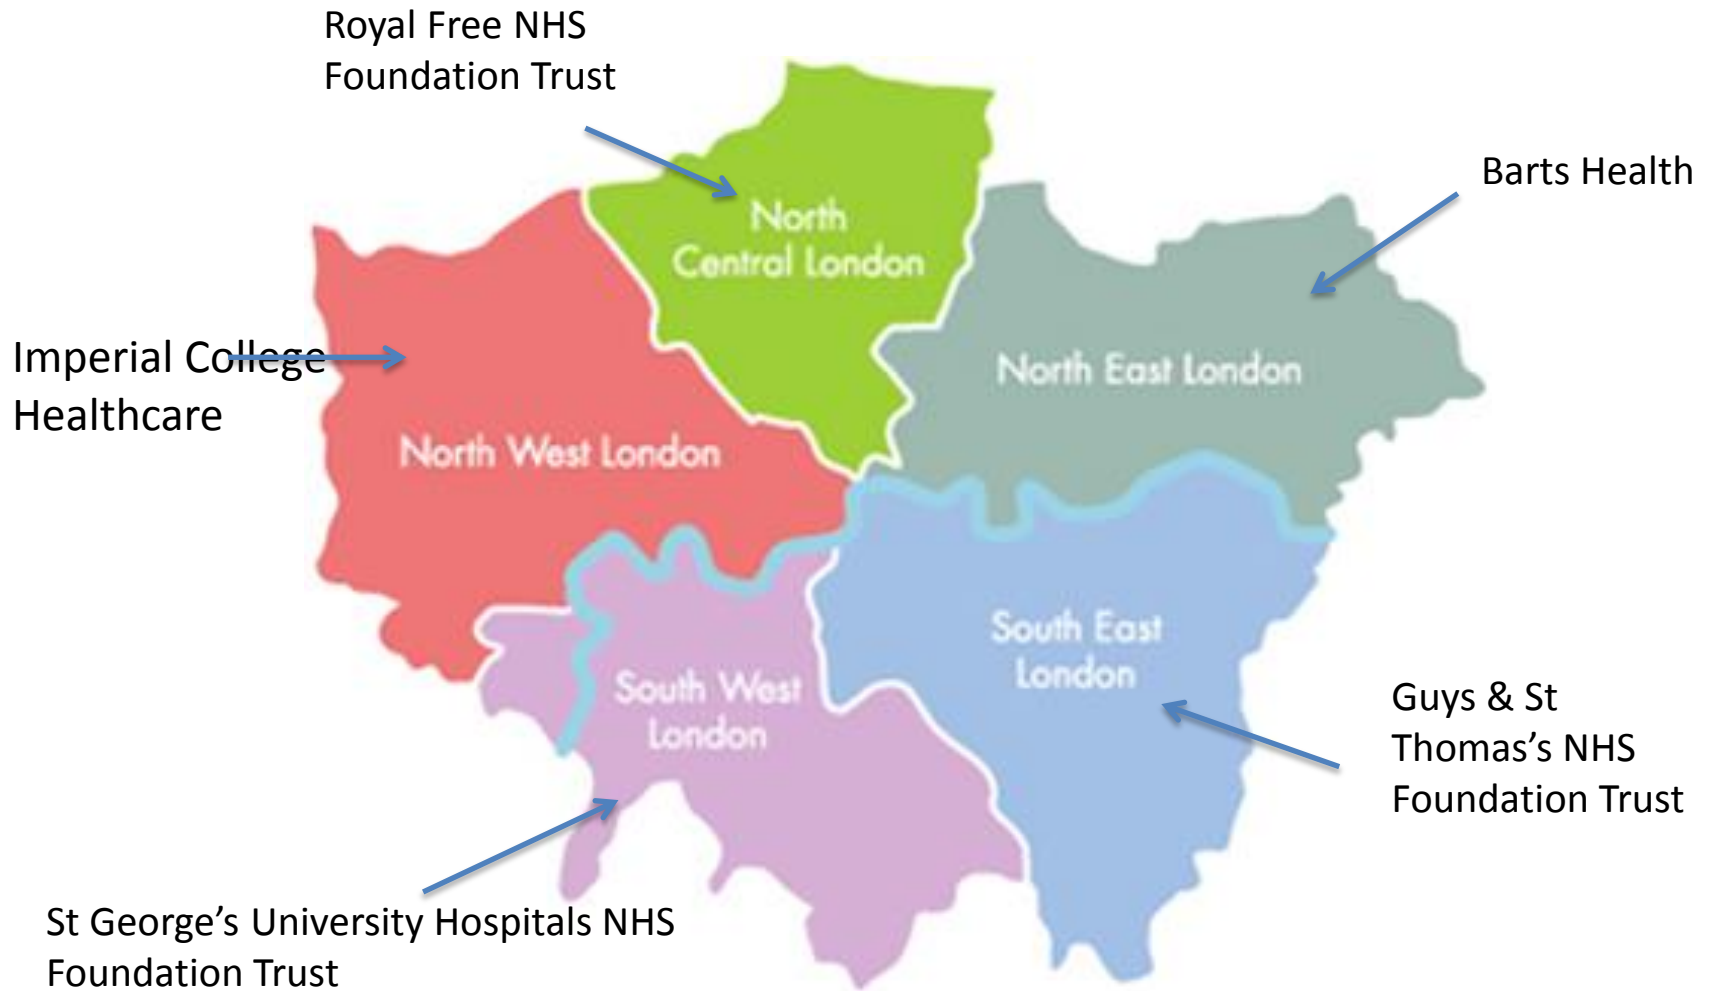 Royal Free NHS
Foundation Trust
Barts Health
North
Central London
Imperial College
Healthcare
North East London
North West London
South East
London
South West
London
Guys & St
Thomas’s NHS
Foundation Trust
St George’s University Hospitals NHS
Foundation Trust